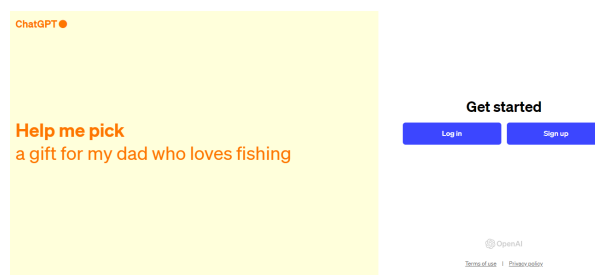 ChatGPT
Help me pick
a gift for my dad who loves fishing
Get started
Log in
Sign up
OpenAI
Terms of use | Privacy policy